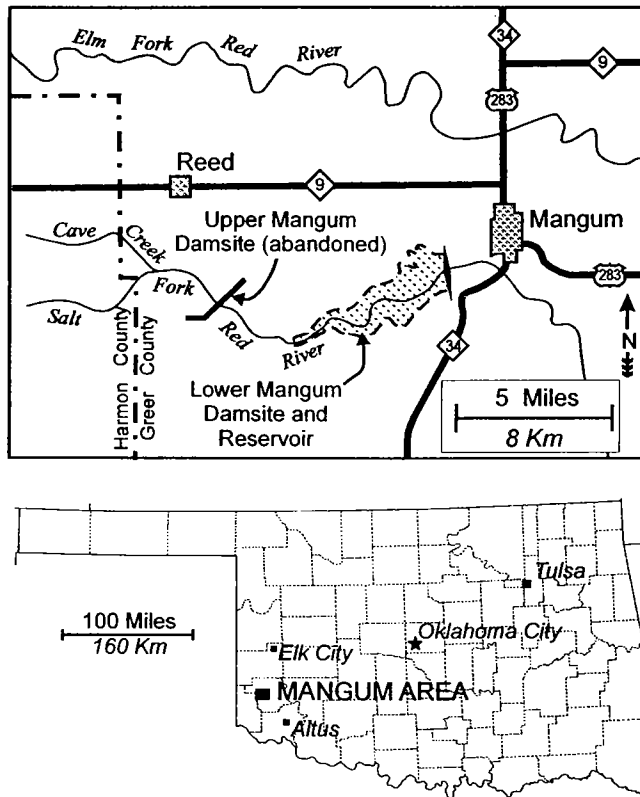 Elm Fork Red River
34
9
283
Reed
9
Mangum
Upper Mangum
Damsite (abandoned)
Cave Creek
283
Salt Fork Red River
N
34
Harmon County
Greer County
Lower Mangum
Damsite and
Reservoir
5 Miles
8 Km
Tulsa
100 Miles
160 Km
Oklahoma City
Elk City
MANGUM AREA
Altus